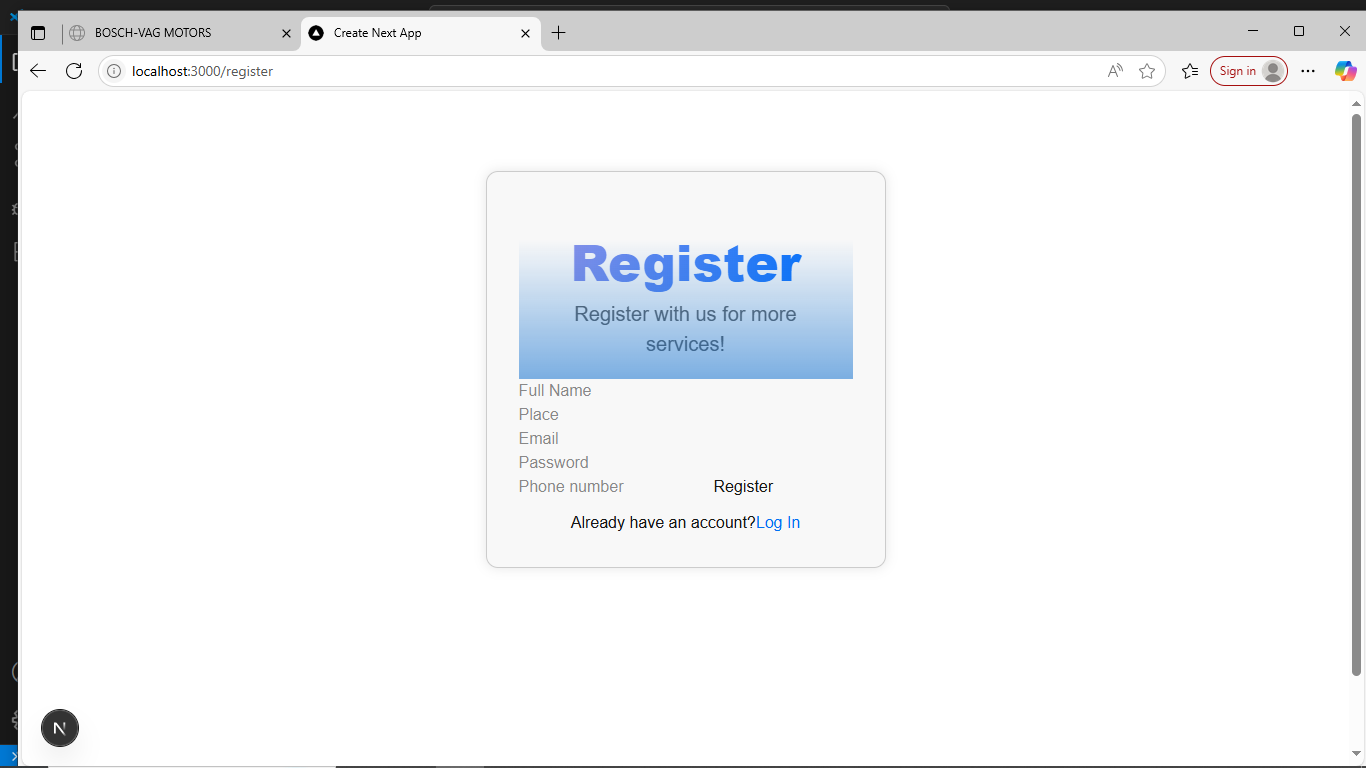 BOSCH-VAG MOTORS
Create Next App
localhost:3000/register
Sign in
Register
Register with us for more
services!
Full Name
Place
Email
Password
Phone number
Register
Already have an account?Log In
N